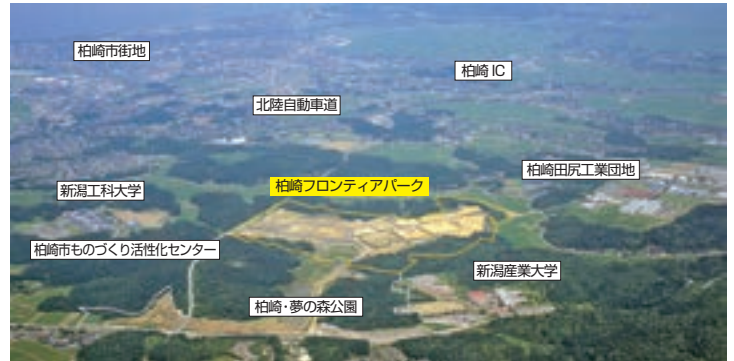 柏崎市街地
柏崎 IC
北陸自動車道
柏崎田尻工業団地
新潟工科大学
柏崎フロンティアパーク
柏崎市ものづくり活性化センター
新潟産業大学
柏崎・夢の森公園